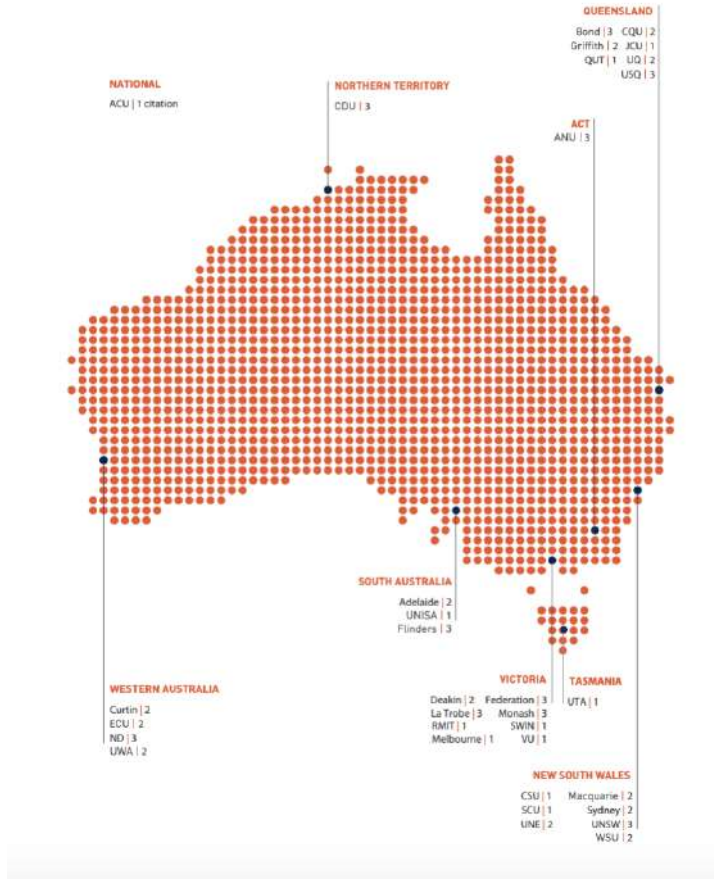 QUEENSLAND
Bond | 3 CQU | 2
Griffith | 2 JCU | 1
QUT | 1 UQ | 2
USQ | 3
NATIONAL
ACU | 1 citation
NORTHERN TERRITORY
CDU | 3
ACT
ANU | 3
SOUTH AUSTRALIA
Adelaide | 2
UNISA | 1
Flinders | 3
WESTERN AUSTRALIA
Curtin | 2
ECU | 2
ND | 3
UWA | 2
VICTORIA
Deakin | 2 Federation | 3
La Trobe | 3 Monash | 3
RMIT | 1 SWIN | 1
Melbourne | 1 VU | 1
TASMANIA
UTA | 1
NEW SOUTH WALES
CSU | 1 Macquarie | 2
SCU | 1 Sydney | 2
UNE | 2 UNSW | 3
WSU | 2